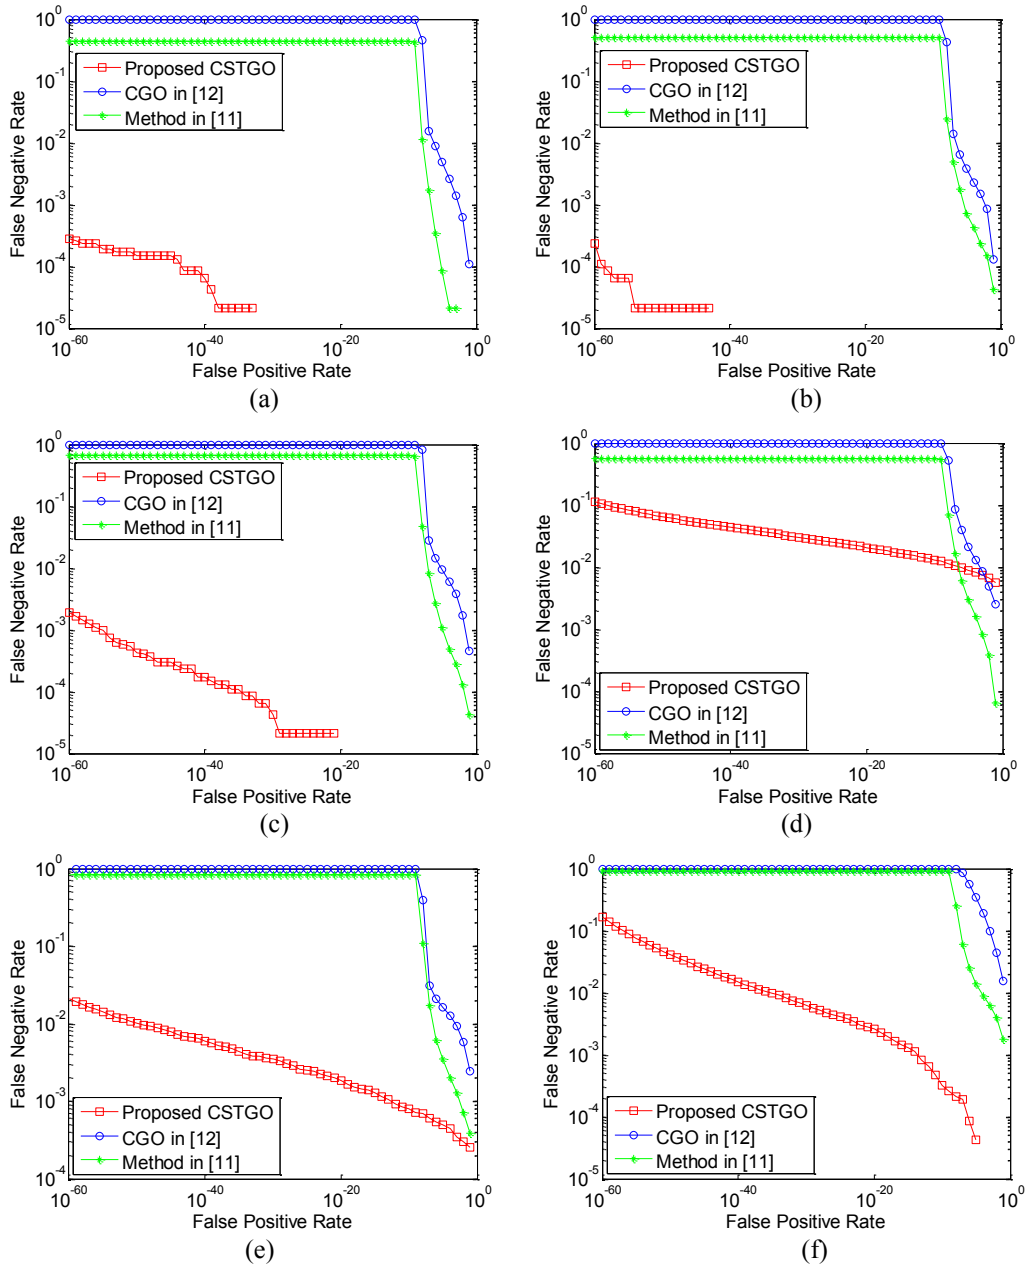 10^0
10^-1
10^-2
10^-3
10^-4
10^-5
False Negative Rate
Proposed CSTGO
CGO in [12]
Method in [11]
10^-60 10^-40 10^-20 10^0
False Positive Rate
(a)
10^0
10^-1
10^-2
10^-3
10^-4
10^-5
False Negative Rate
Proposed CSTGO
CGO in [12]
Method in [11]
10^-60 10^-40 10^-20 10^0
False Positive Rate
(b)
10^0
10^-1
10^-2
10^-3
10^-4
10^-5
False Negative Rate
Proposed CSTGO
CGO in [12]
Method in [11]
10^-60 10^-40 10^-20 10^0
False Positive Rate
(c)
10^0
10^-1
10^-2
10^-3
10^-4
10^-5
False Negative Rate
Proposed CSTGO
CGO in [12]
Method in [11]
10^-60 10^-40 10^-20 10^0
False Positive Rate
(d)
10^0
10^-1
10^-2
10^-3
10^-4
False Negative Rate
Proposed CSTGO
CGO in [12]
Method in [11]
10^-60 10^-40 10^-20 10^0
False Positive Rate
(e)
10^0
10^-1
10^-2
10^-3
10^-4
10^-5
False Negative Rate
Proposed CSTGO
CGO in [12]
Method in [11]
10^-60 10^-40 10^-20 10^0
False Positive Rate
(f)